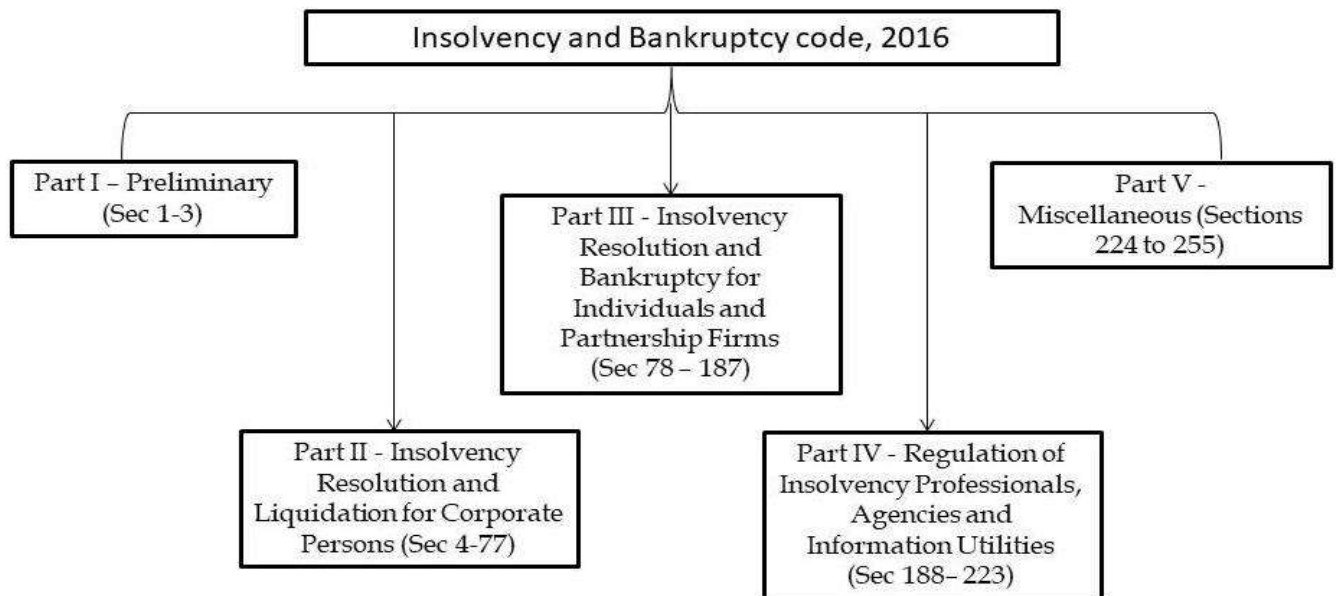 Insolvency and Bankruptcy code, 2016
Part I – Preliminary
(Sec 1-3)
Part II - Insolvency
Resolution and
Liquidation for Corporate
Persons (Sec 4-77)
Part III - Insolvency
Resolution and
Bankruptcy for
Individuals and
Partnership Firms
(Sec 78 – 187)
Part IV - Regulation of
Insolvency Professionals,
Agencies and
Information Utilities
(Sec 188– 223)
Part V -
Miscellaneous (Sections
224 to 255)